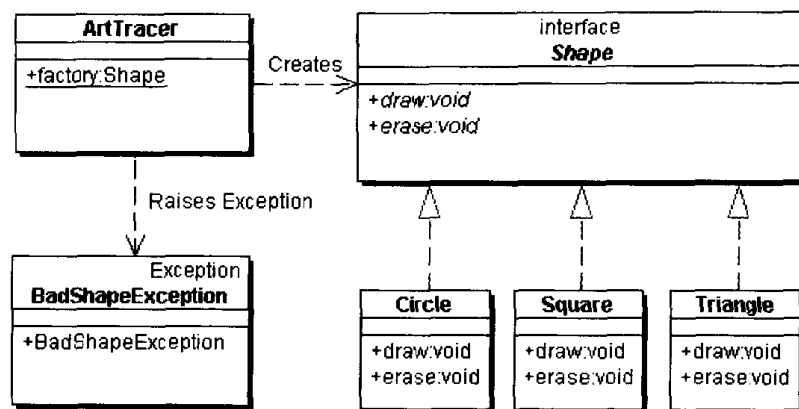 ArtTracer
+factory:Shape
Creates
interface
Shape
+draw:void
+erase:void
Raises Exception
Exception
BadShapeException
+BadShapeException
Circle
+draw:void
+erase:void
Square
+draw:void
+erase:void
Triangle
+draw:void
+erase:void